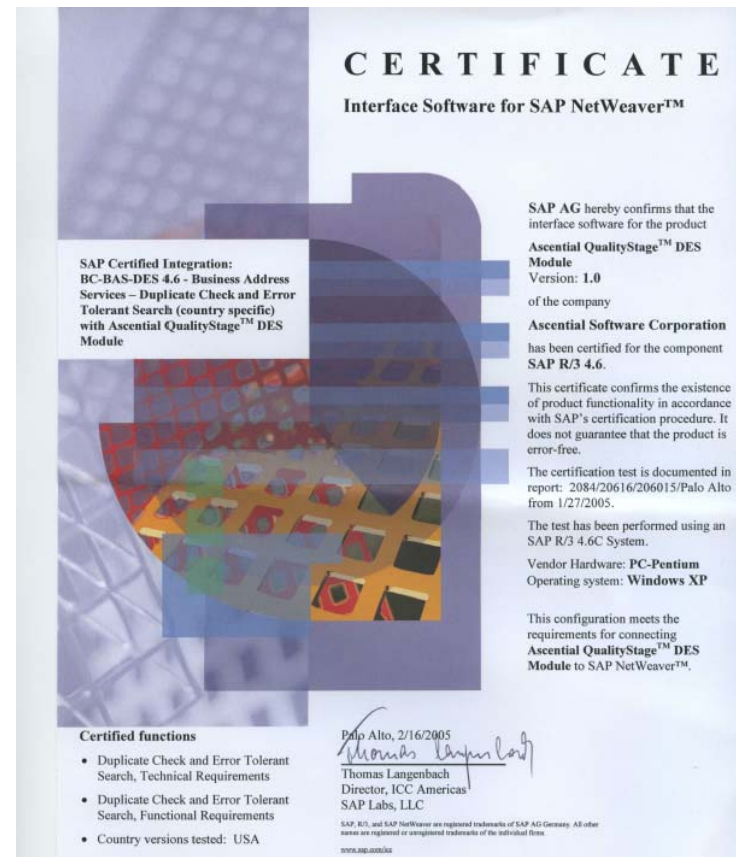 CERTIFICATE
Interface Software for SAP NetWeaver™
SAP Certified Integration:
BC-BAS-DES 4.6 - Business Address
Services – Duplicate Check and Error
Tolerant Search (country specific)
with Ascential QualityStage™ DES
Module
SAP AG hereby confirms that the
interface software for the product
Ascential QualityStage™ DES
Module
Version: 1.0
of the company
Ascential Software Corporation
has been certified for the component
SAP R/3 4.6.
This certificate confirms the existence
of product functionality in accordance
with SAP's certification procedure. It
does not guarantee that the product is
error-free.
The certification test is documented in
report: 2084/20616/206015/Palo Alto
from 1/27/2005.
The test has been performed using an
SAP R/3 4.6C System.
Vendor Hardware: PC-Pentium
Operating system: Windows XP
This configuration meets the
requirements for connecting
Ascential QualityStage™ DES
Module to SAP NetWeaver™.
Certified functions
• Duplicate Check and Error Tolerant
Search, Technical Requirements
• Duplicate Check and Error Tolerant
Search, Functional Requirements
• Country versions tested: USA
Palo Alto, 2/16/2005
Thomas Langenbach
Thomas Langenbach
Director, ICC Americas
SAP Labs, LLC
SAP, R/3, and SAP NetWeaver are registered trademarks of SAP AG Germany. All other
names are registered or unregistered trademarks of the individual firms.
www.sap.com/icc